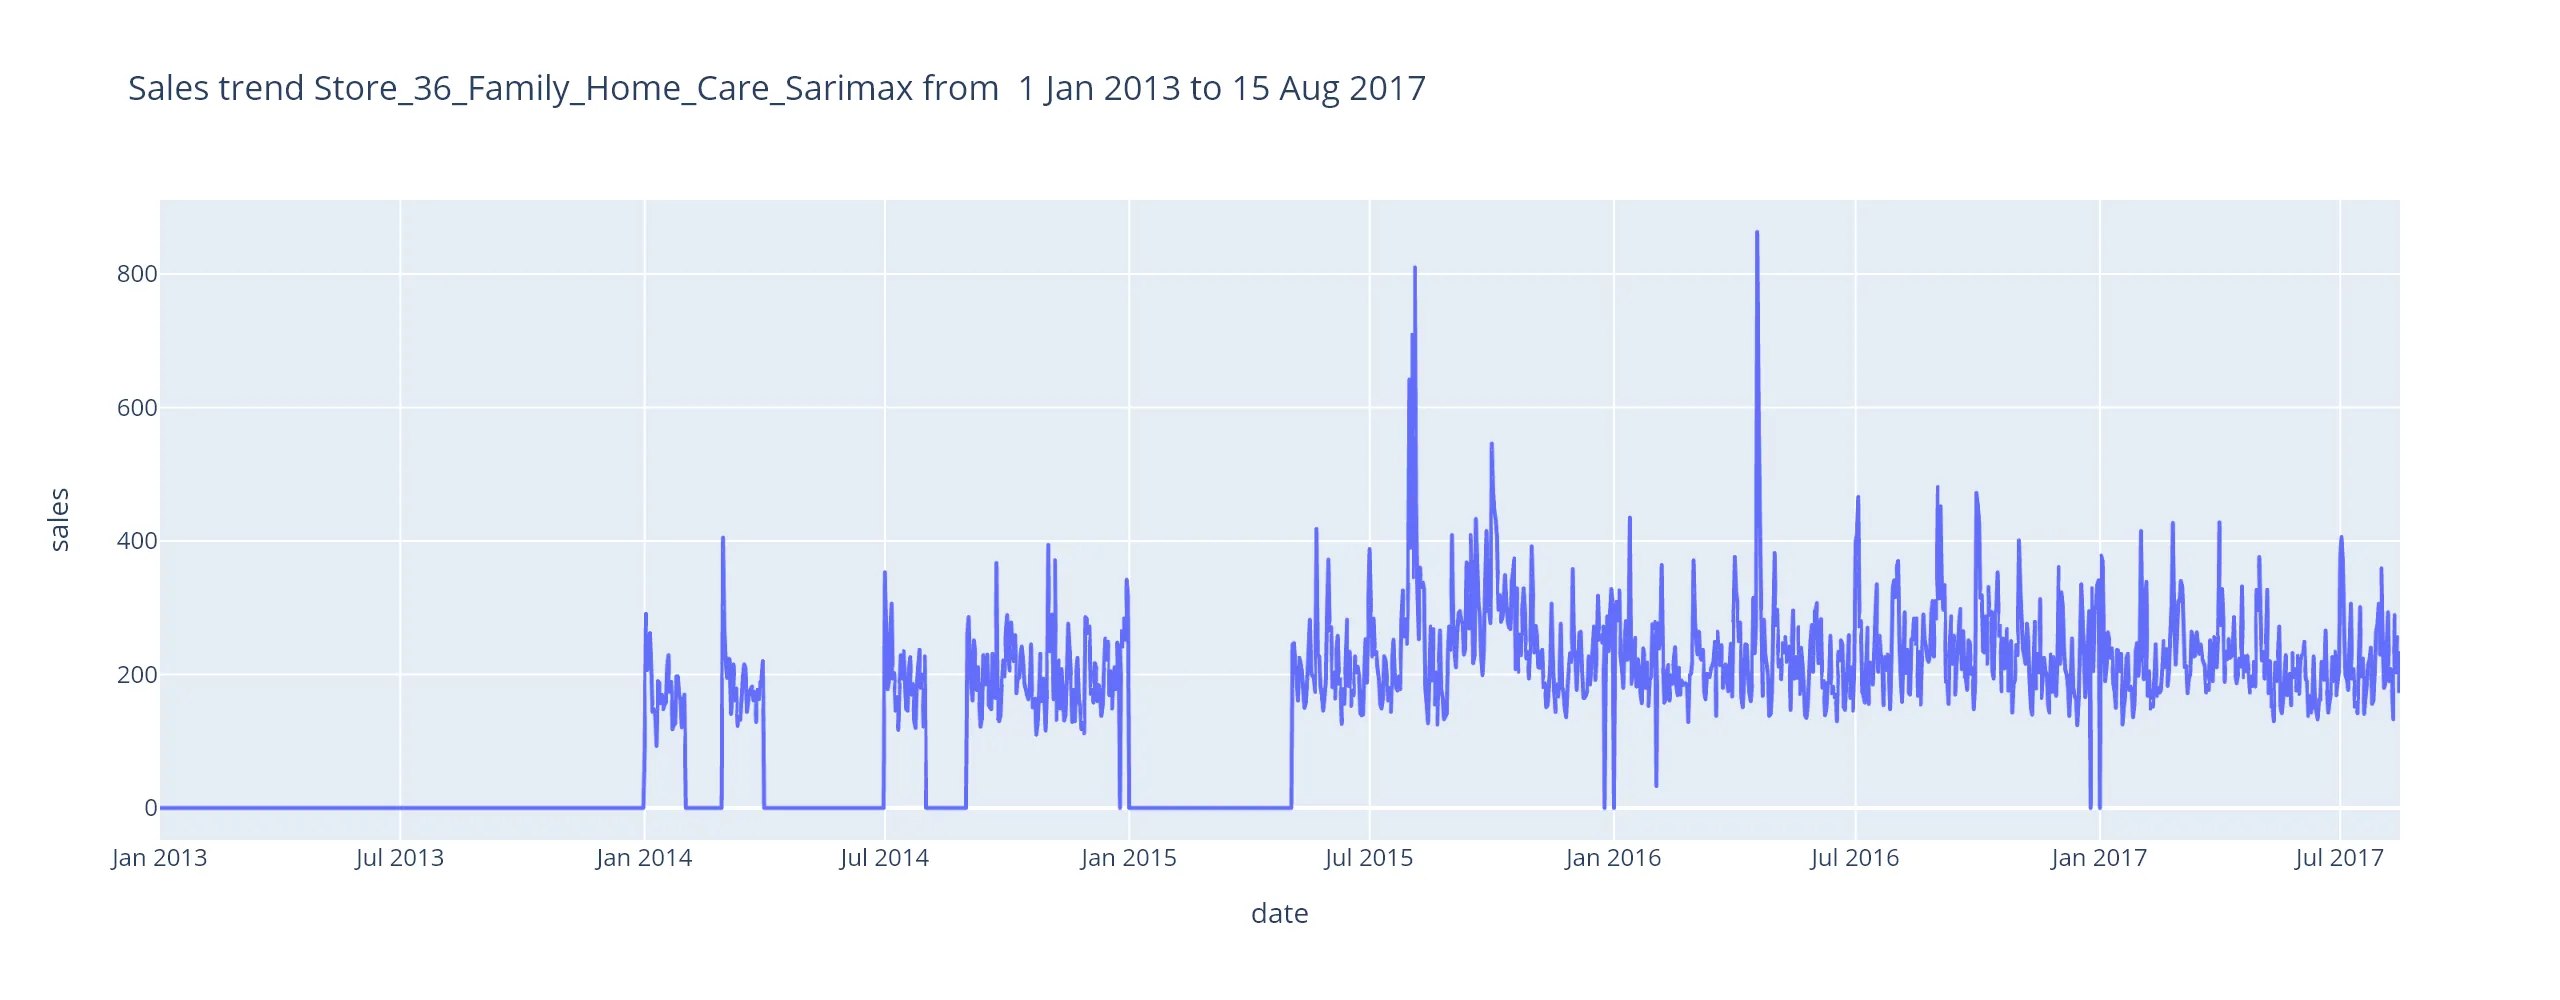 Sales trend Store_36_Family_Home_Care_Sarimax from  1 Jan 2013 to 15 Aug 2017
800
600
400
200
0
sales
Jan 2013 Jul 2013 Jan 2014 Jul 2014 Jan 2015 Jul 2015 Jan 2016 Jul 2016 Jan 2017 Jul 2017
date